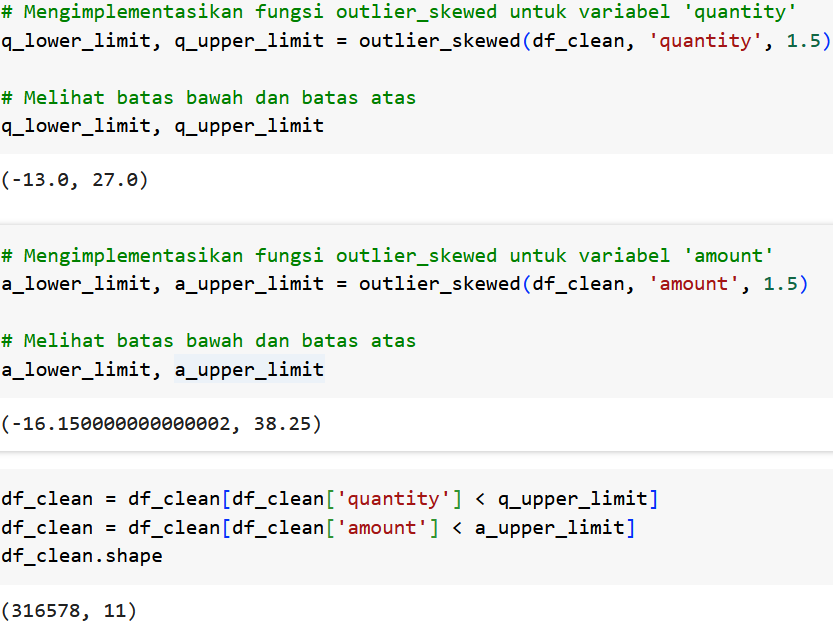 # Mengimplementasikan fungsi outlier_skewed untuk variabel 'quantity'
q_lower_limit, q_upper_limit = outlier_skewed(df_clean, 'quantity', 1.5)
# Melihat batas bawah dan batas atas
q_lower_limit, q_upper_limit
(-13.0, 27.0)
# Mengimplementasikan fungsi outlier_skewed untuk variabel 'amount'
a_lower_limit, a_upper_limit = outlier_skewed(df_clean, 'amount', 1.5)
# Melihat batas bawah dan batas atas
a_lower_limit, a_upper_limit
(-16.150000000000002, 38.25)
df_clean = df_clean[df_clean['quantity'] < q_upper_limit]
df_clean = df_clean[df_clean['amount'] < a_upper_limit]
df_clean.shape
(316578, 11)